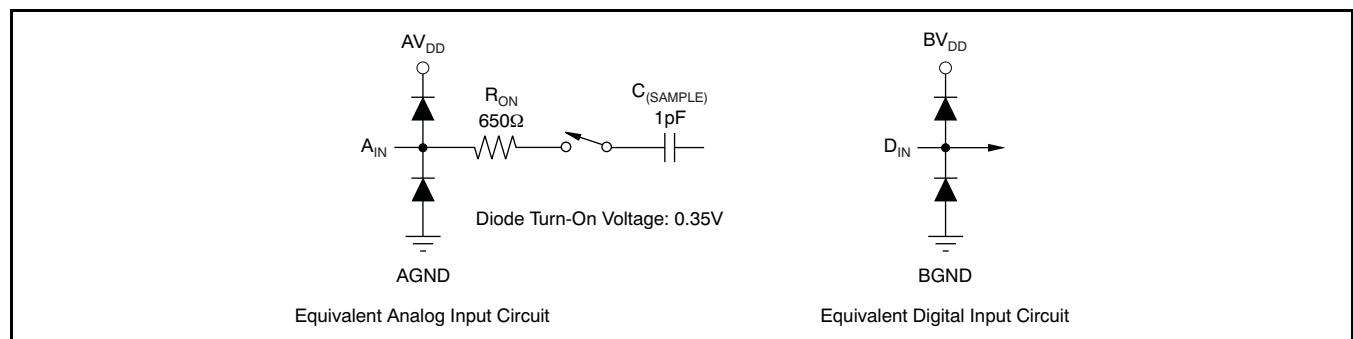 AVDD
RON
650Ω
C(SAMPLE)
1pF
AIN
Diode Turn-On Voltage: 0.35V
AGND
Equivalent Analog Input Circuit
BVDD
DIN
BGND
Equivalent Digital Input Circuit